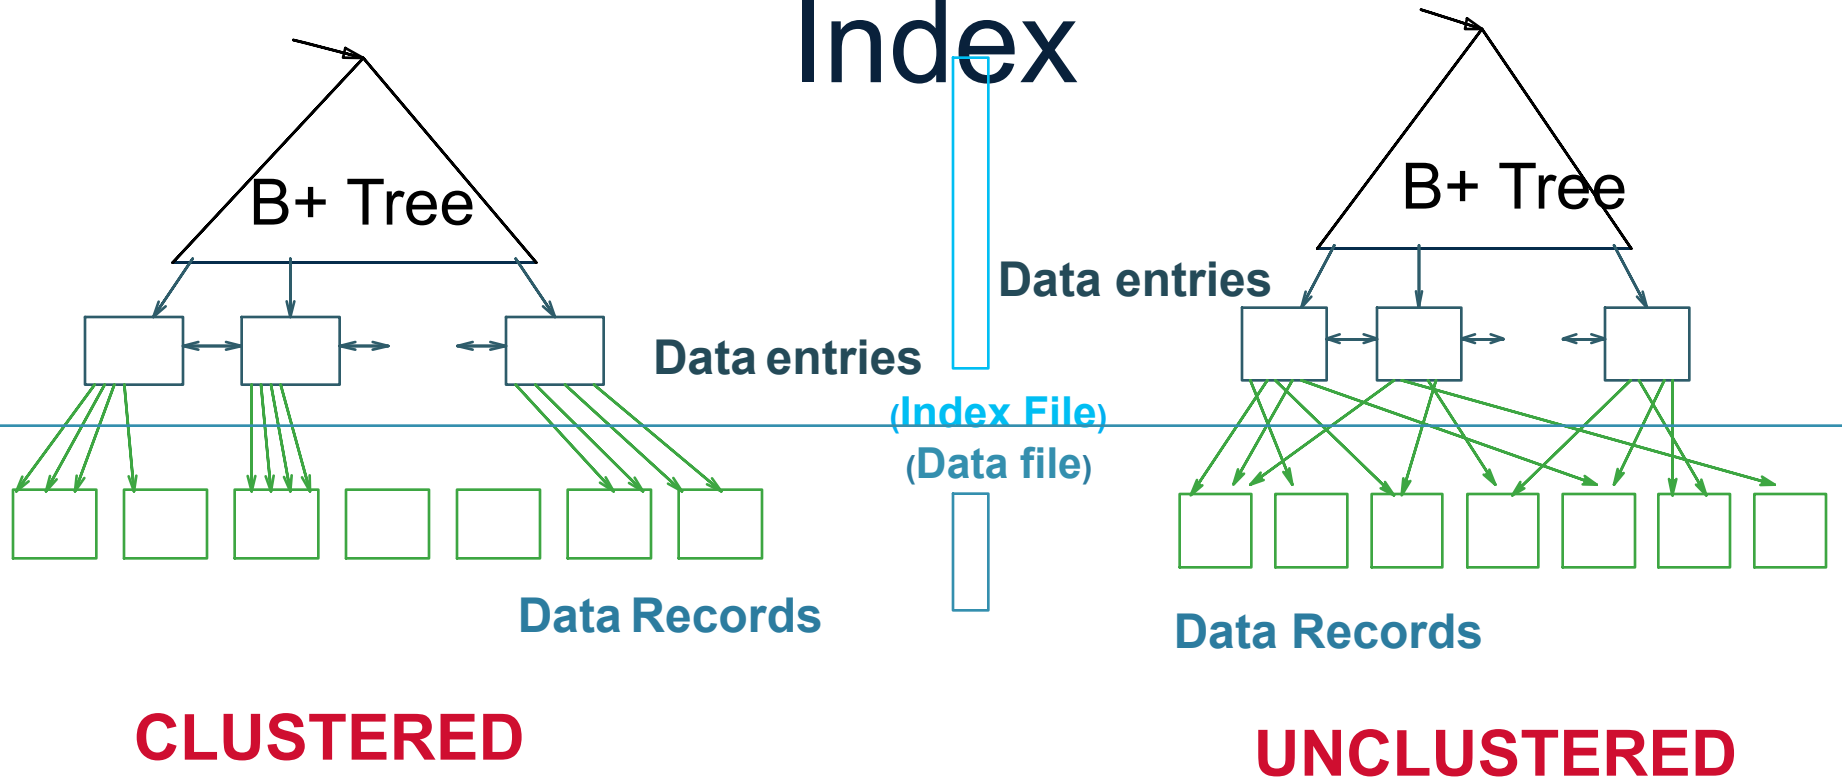 Index
B+ Tree
B+ Tree
Data entries
Data entries
(Index File)
(Data file)
Data Records
Data Records
CLUSTERED
UNCLUSTERED